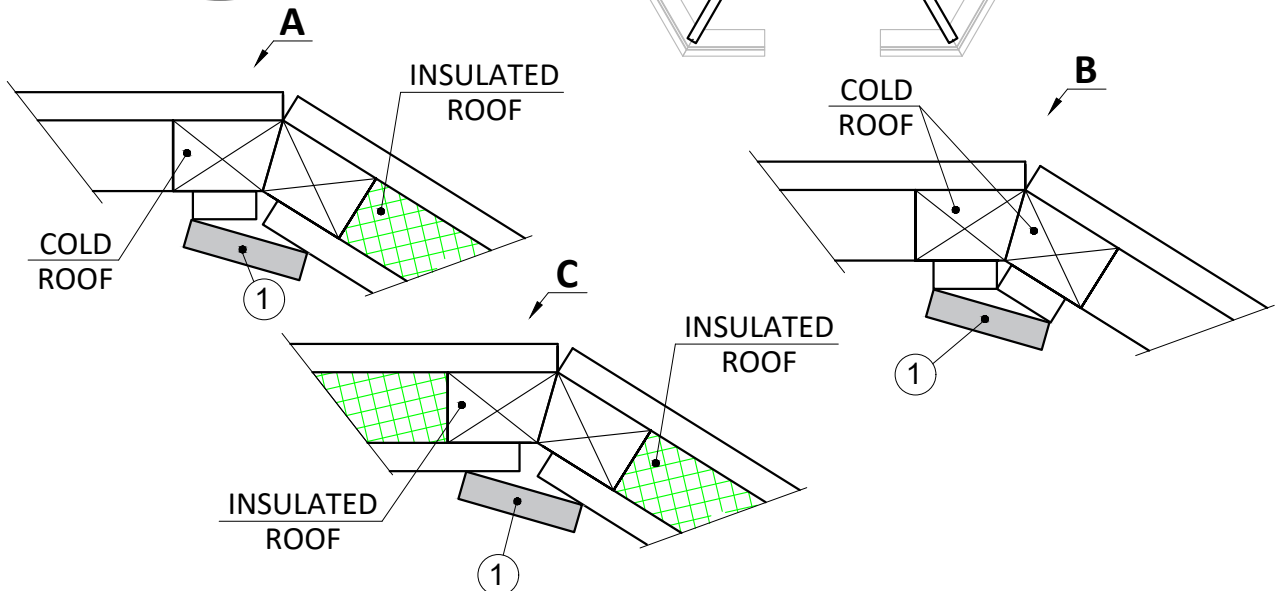 A
INSULATED
ROOF
COLD
ROOF
1
B
COLD
ROOF
1
C
INSULATED
ROOF
INSULATED
ROOF
1